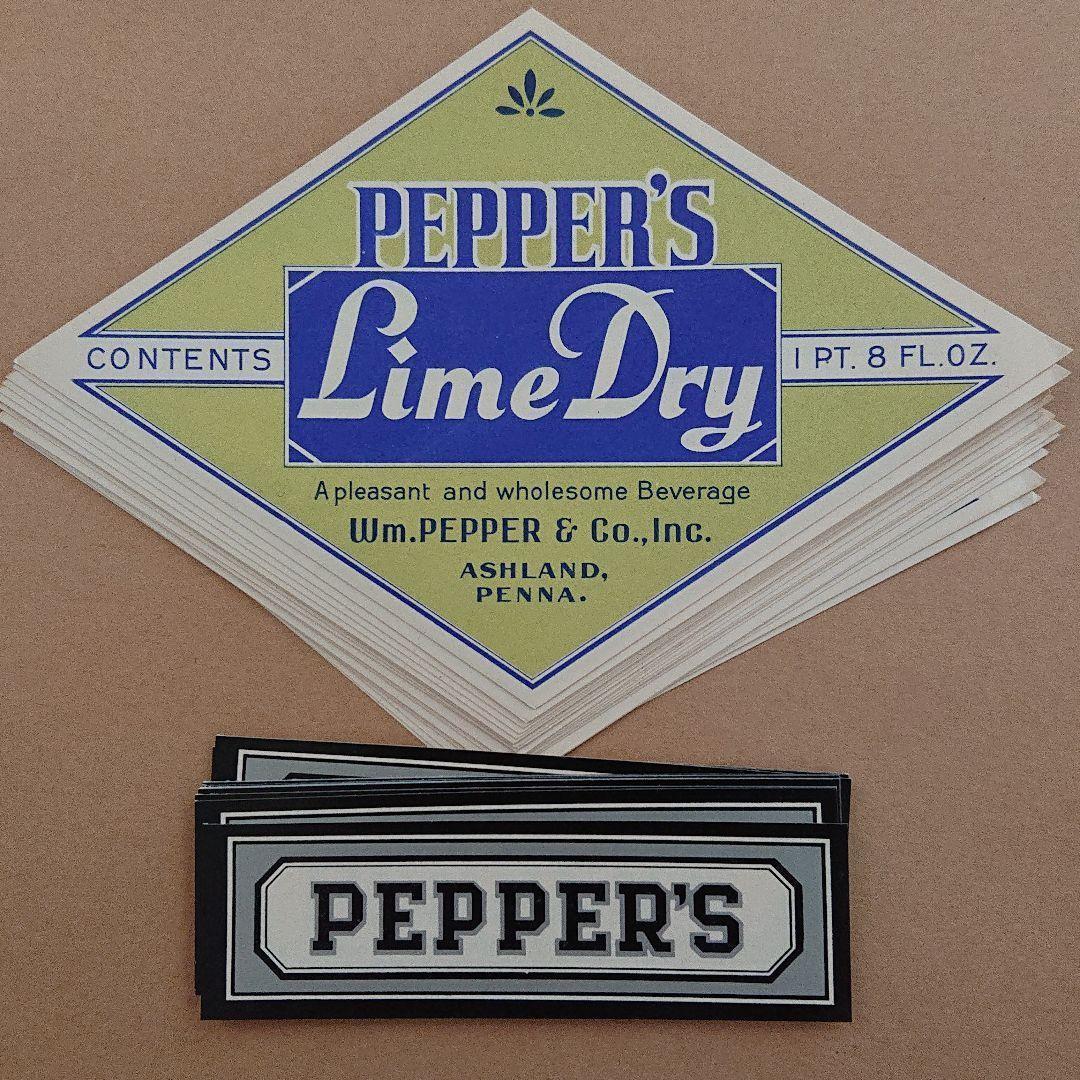 PEPPER'S
Lime Dry
CONTENTS
1 PT. 8 FL.OZ.
A pleasant and wholesome Beverage
Wm. PEPPER & Co., Inc.
ASHLAND,
PENNA.
PEPPER'S